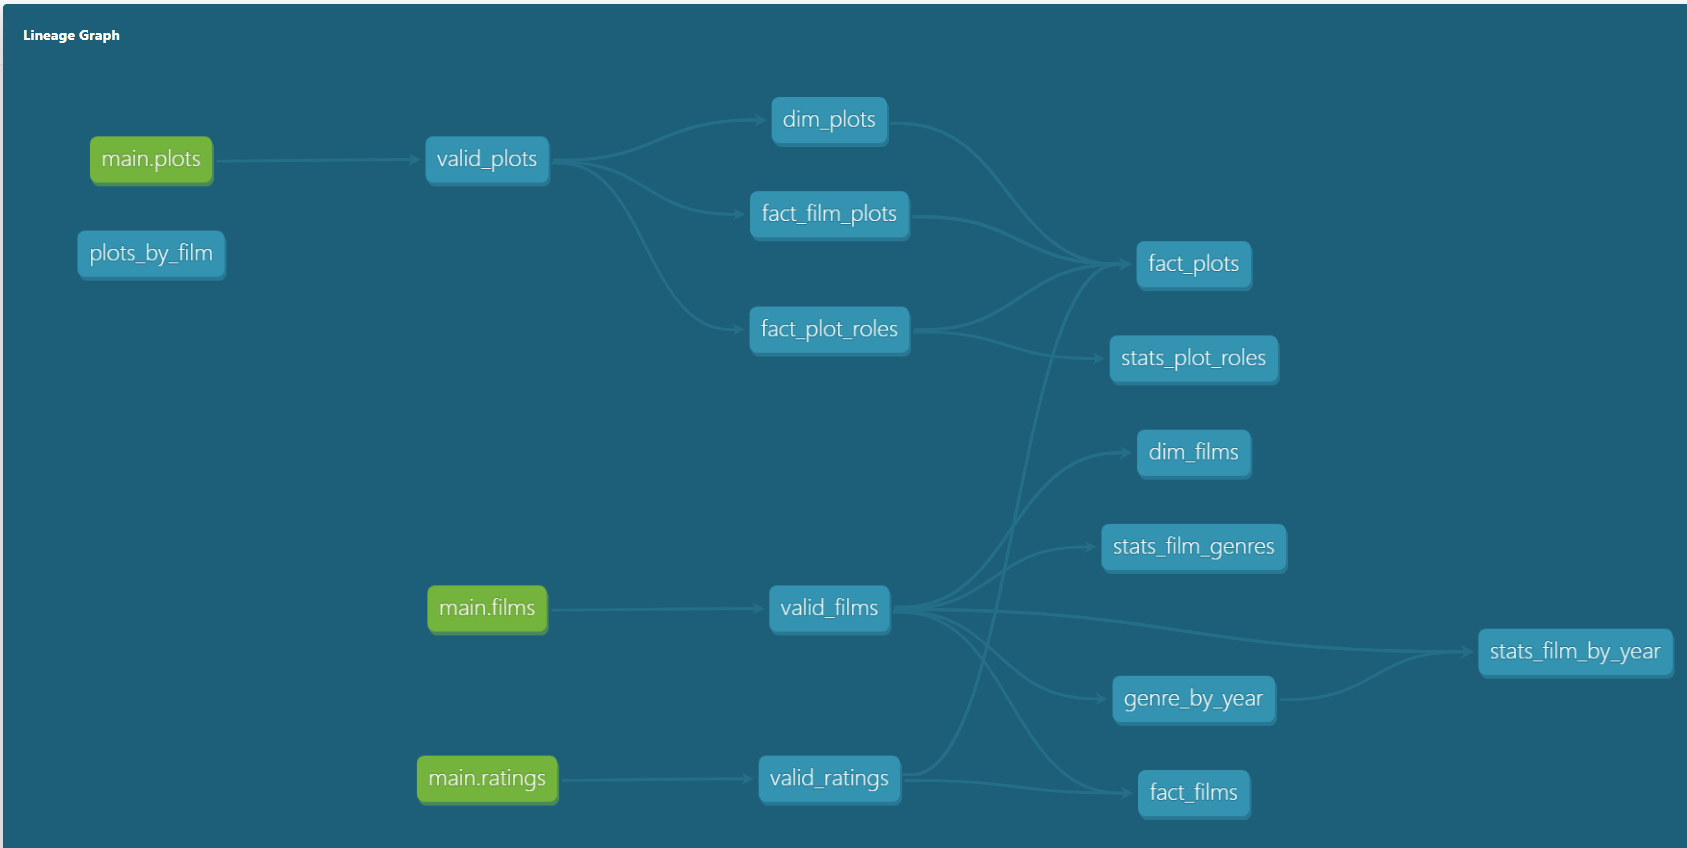 Lineage Graph
dim_plots
main.plots
valid_plots
fact_film_plots
plots_by_film
fact_plots
fact_plot_roles
stats_plot_roles
dim_films
stats_film_genres
main.films
valid_films
stats_film_by_year
genre_by_year
main.ratings
valid_ratings
fact_films